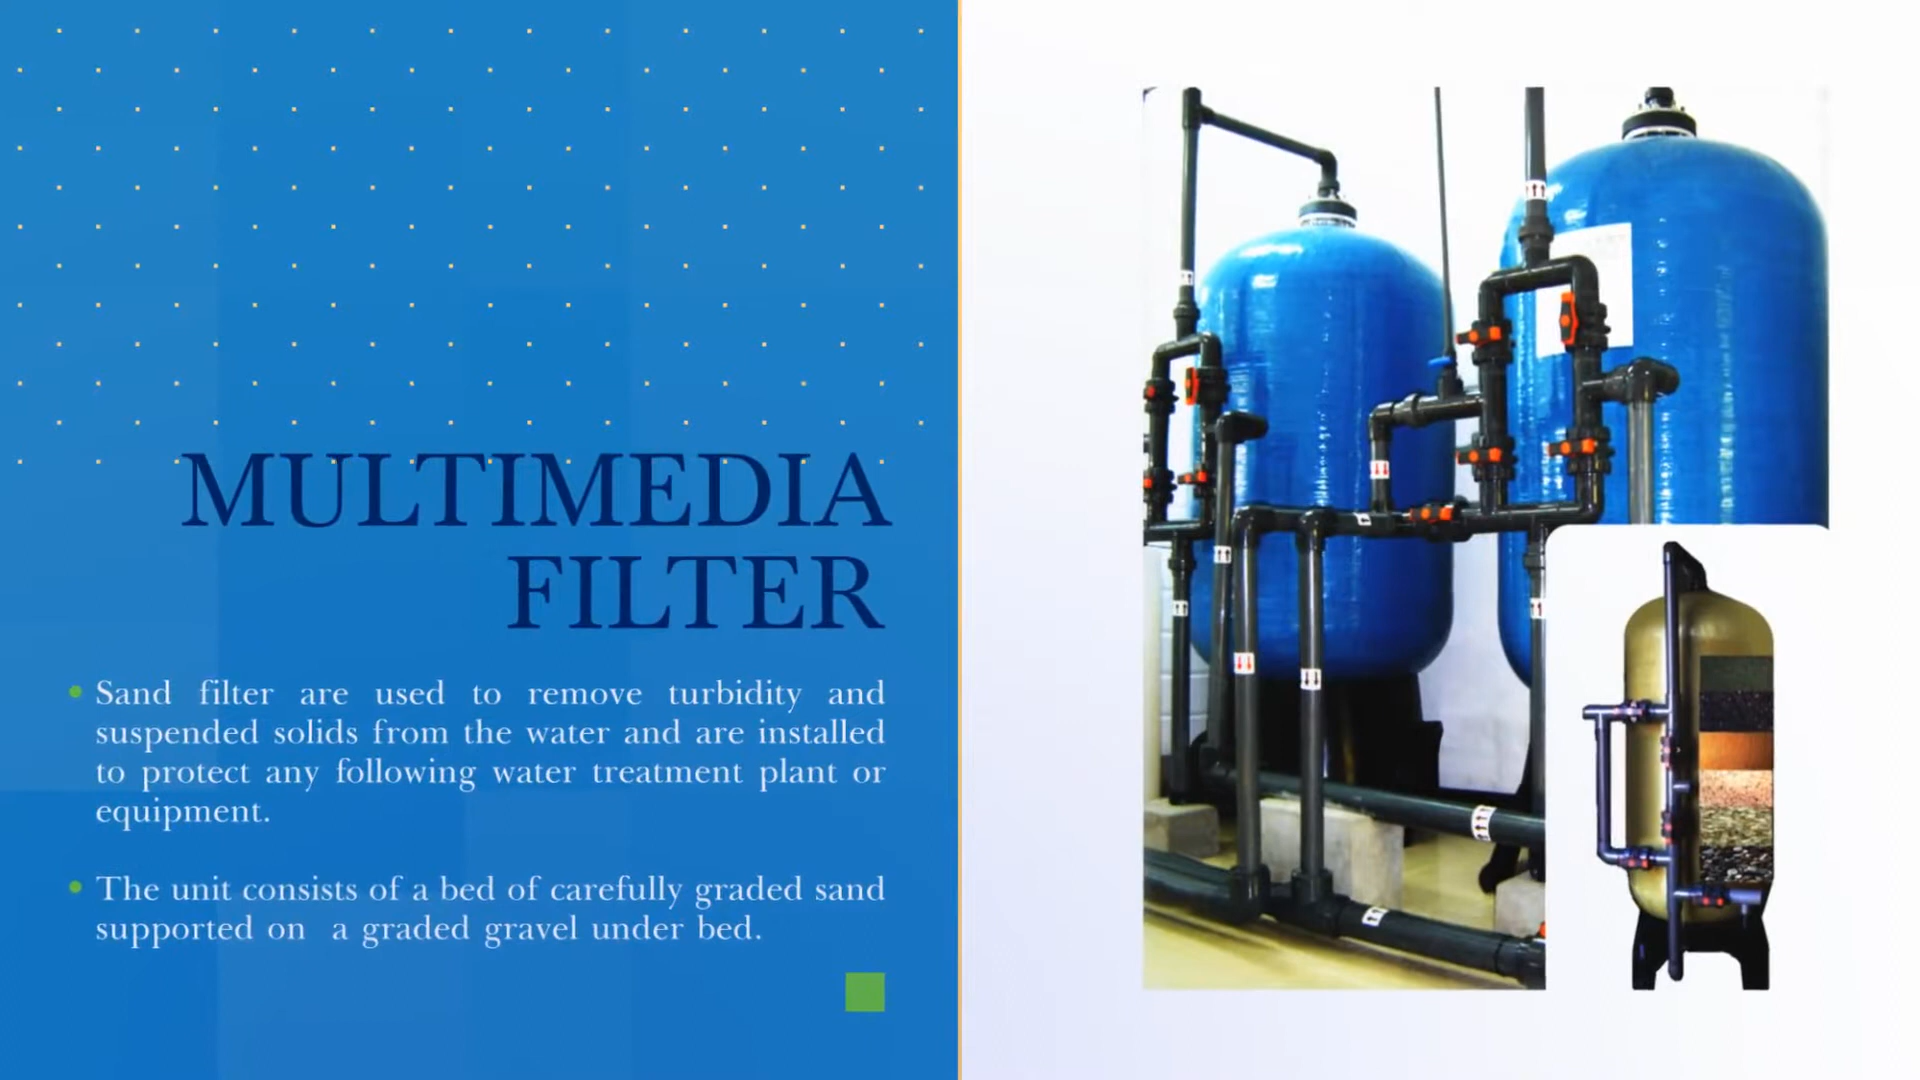 MULTIMEDIA
FILTER
Sand filter are used to remove turbidity and
suspended solids from the water and are installed
to protect any following water treatment plant or
equipment.
The unit consists of a bed of carefully graded sand
supported on a graded gravel under bed.